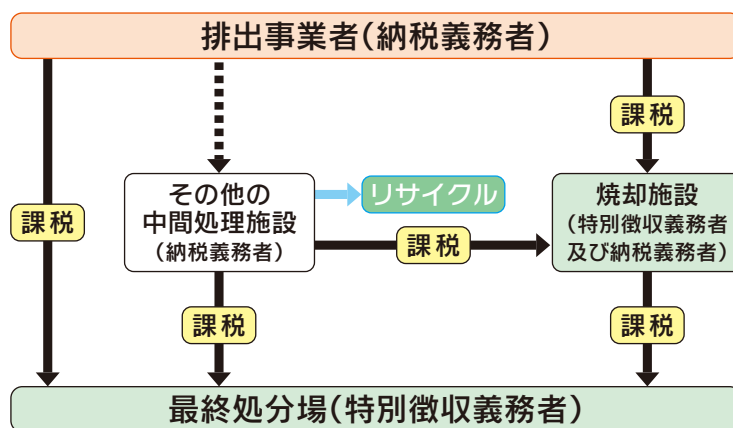 排出事業者(納税義務者)
課税
その他の
中間処理施設
(納税義務者)
リサイクル
焼却施設
(特別徴収義務者
及び納税義務者)
課税
課税
課税
課税
最終処分場(特別徴収義務者)